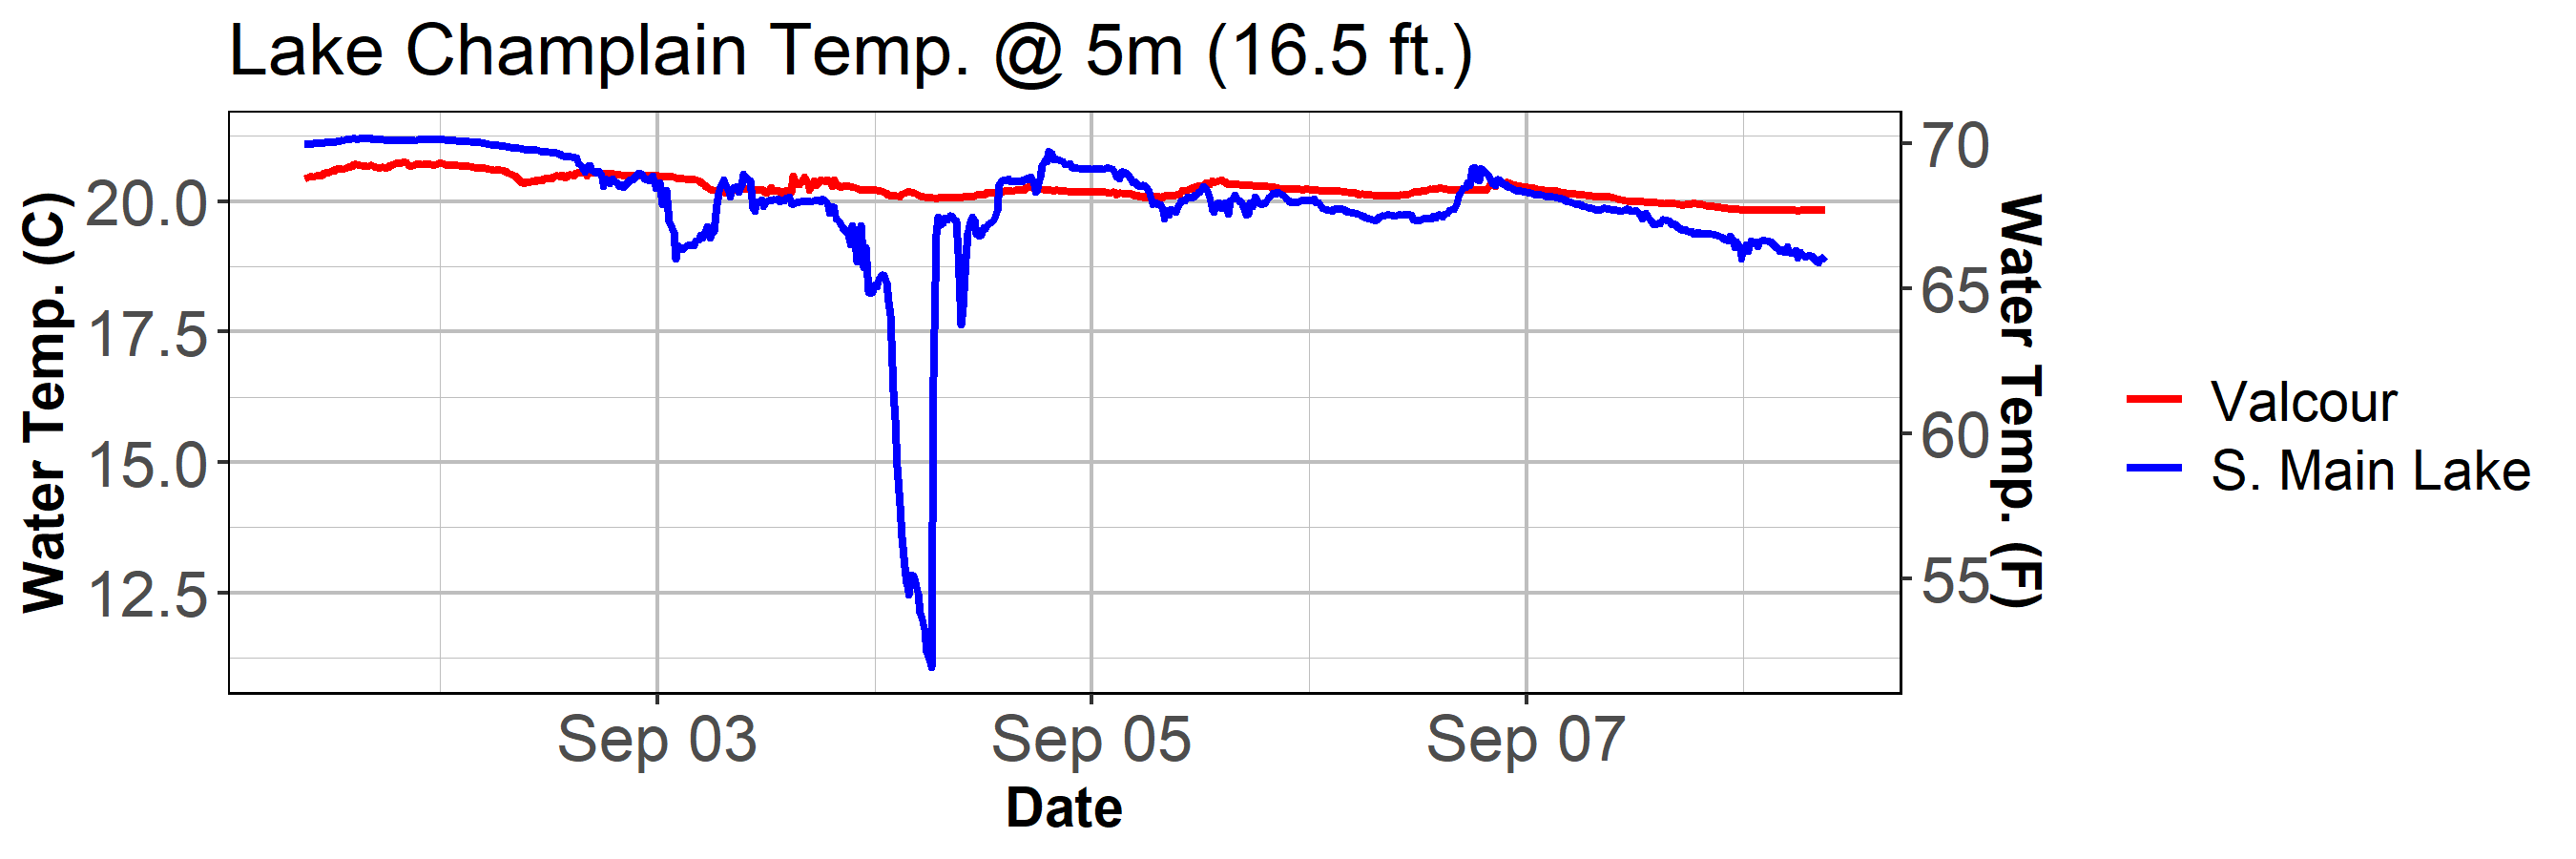 Lake Champlain Temp. @ 5m (16.5 ft.)
Water Temp. (C)
20.0
17.5
15.0
12.5
70
65
60
55
Water Temp. (F)
Sep 03
Sep 05
Sep 07
Date
Valcour
S. Main Lake